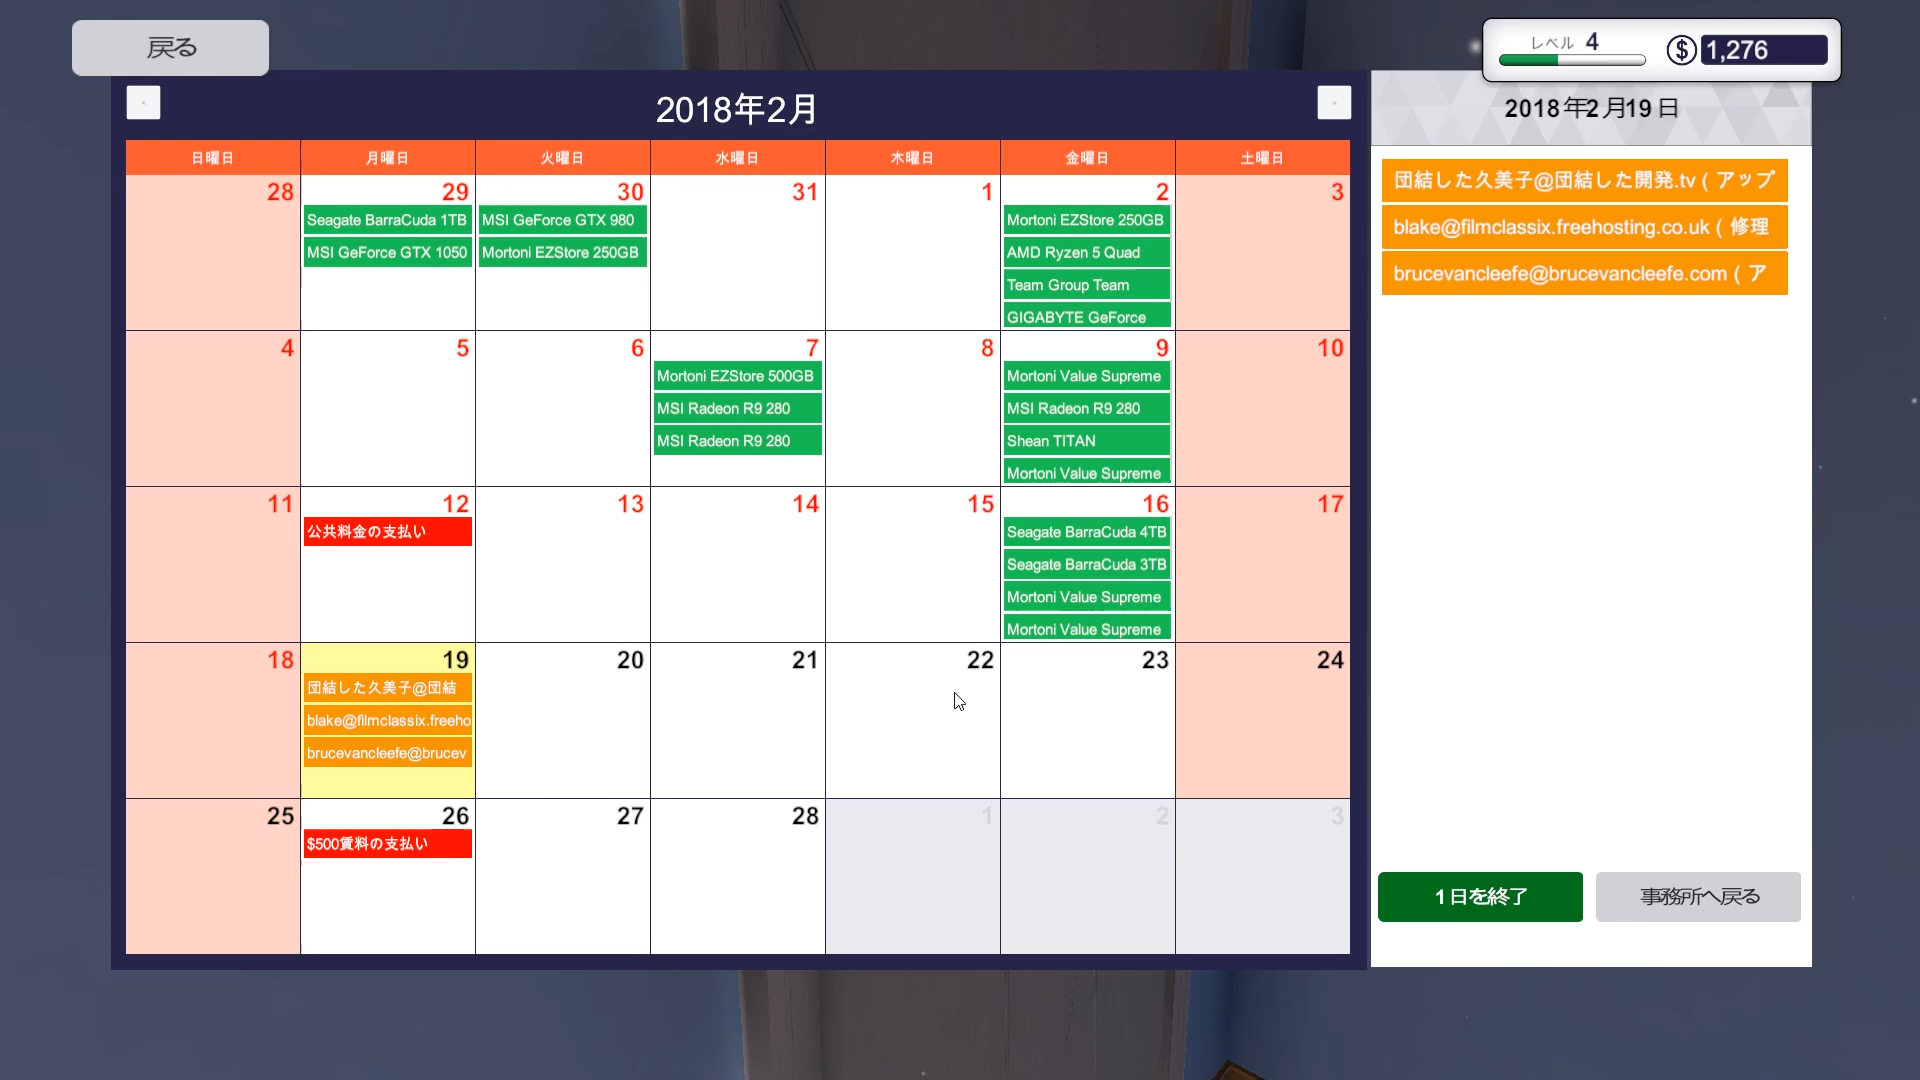 戻る
レベル 4
$ 1,276
2018年2月
日曜日 月曜日 火曜日 水曜日 木曜日 金曜日 土曜日
28 29 30 31 1 2 3
Seagate BarraCuda 1TB
MSI GeForce GTX 1050
MSI GeForce GTX 980
Mortoni EZStore 250GB
Mortoni EZStore 250GB
AMD Ryzen 5 Quad
Team Group Team
GIGABYTE GeForce
4 5 6 7 8 9 10
Mortoni EZStore 500GB
MSI Radeon R9 280
MSI Radeon R9 280
Mortoni Value Supreme
MSI Radeon R9 280
Shean TITAN
Mortoni Value Supreme
11 12 13 14 15 16 17
公共料金の支払い
Seagate BarraCuda 4TB
Seagate BarraCuda 3TB
Mortoni Value Supreme
Mortoni Value Supreme
18 19 20 21 22 23 24
団結した久美子@団結
blake@filmclassix.freeho
brucevancleefe@brucev
25 26 27 28 1 2 3
$500賃料の支払い
2018年2月19日
団結した久美子@団結した開発.tv ( アップ
blake@filmclassix.freehosting.co.uk ( 修理
brucevancleefe@brucevancleefe.com ( ア
1日を終了
事務所へ戻る